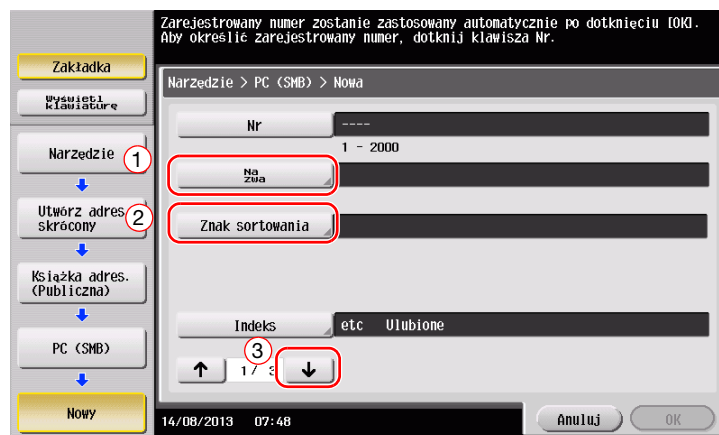 Zarejestrowany numer zostanie zastosowany automatycznie po dotknięciu [OK].
Aby określić zarejestrowany numer, dotknij klawisza Nr.
Zakładka
Wyświetl
klawiaturę
Narzędzie > PC (SMB) > Nowa
Nr
----
1 - 2000
Narzędzie
1
Na
zwa
Utwórz adres
skrócony
2
Znak sortowania
Książka adres.
(Publiczna)
Indeks
etc Ulubione
PC (SMB)
3
↑
1/ 3
↓
Nowy
14/08/2013 07:48
Anuluj
OK